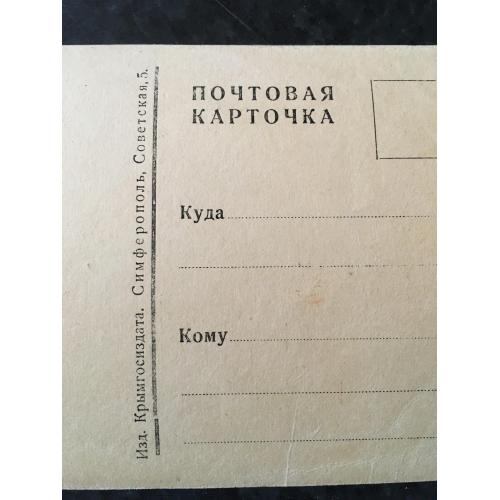 Изд. Крымгосиздата. Симферополь, Советская, 5.
ПОЧТОВАЯ
КАРТОЧКА
Куда
Кому